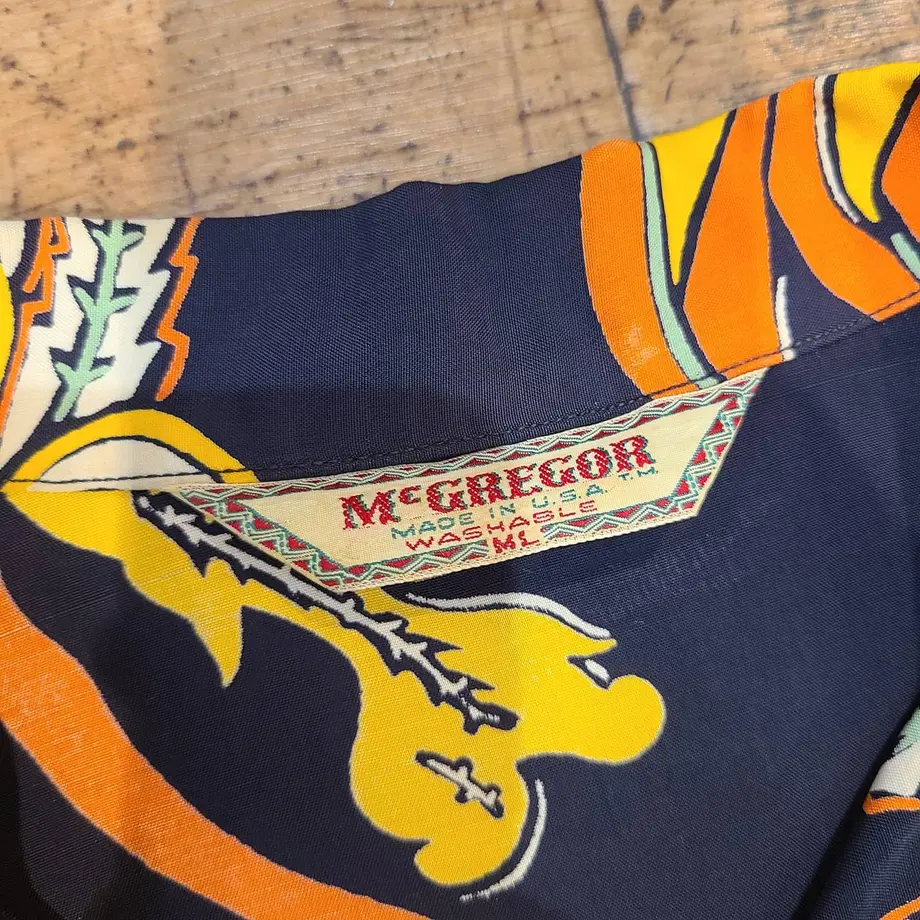 McGREGOR
MADE IN U.S.A. T.M.
WASHABLE
ML